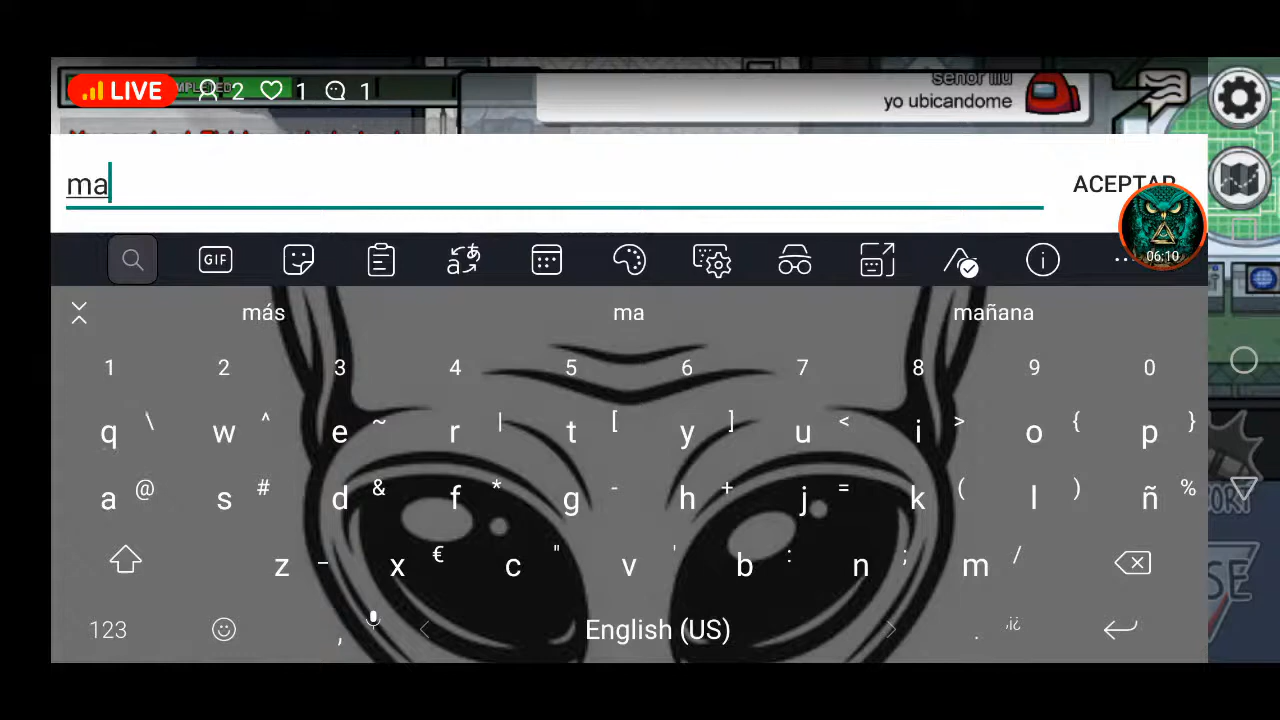 LIVE 2 1 1
señor lilu
yo ubicandome
ma
ACEPTAR
GIF
06:10
más ma mañana
1 2 3 4 5 6 7 8 9 0
q \ w ^ e ~ r | t [ y ] u < i > o { p }
a @ s # d & f * g - h + j = k ( l ) ñ %
z _ x € c " v ' b : n ; m /
123 , English (US) . ,¡¿